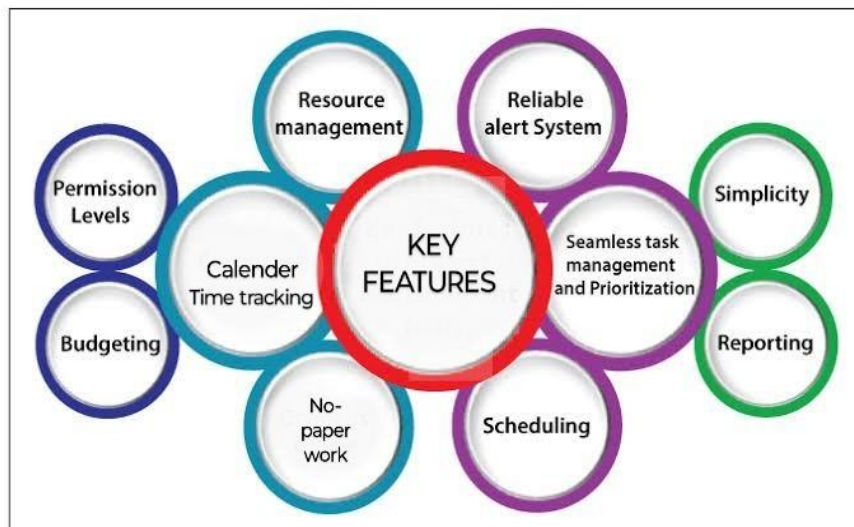 Resource
management
Reliable
alert System
Permission
Levels
Simplicity
KEY
FEATURES
Calender
Time tracking
Seamless task
management
and Prioritization
Budgeting
Reporting
No-
paper
work
Scheduling